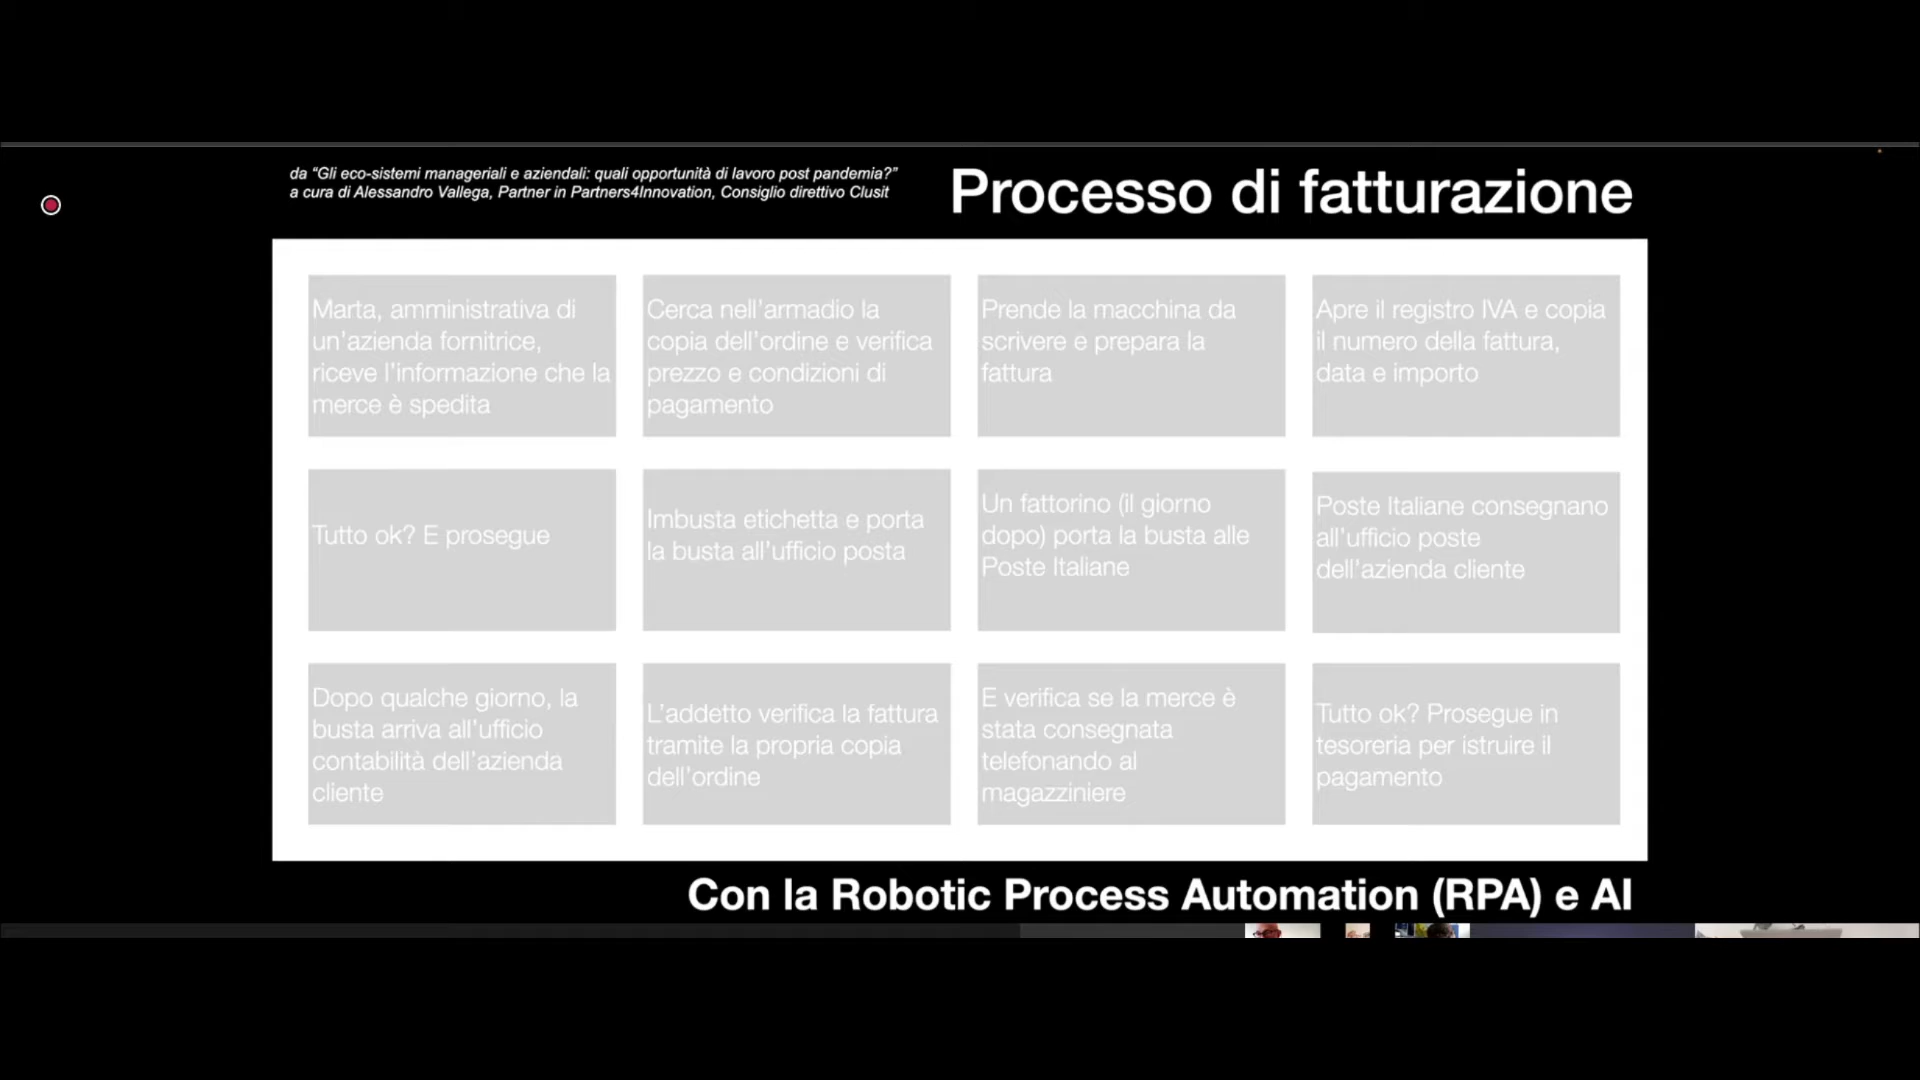 da “Gli eco-sistemi manageriali e aziendali: quali opportunità di lavoro post pandemia?”
a cura di Alessandro Vallega, Partner in Partners4Innovation, Consiglio direttivo Clusit
Processo di fatturazione
Marta, amministrativa di
un’azienda fornitrice,
riceve l’informazione che la
merce è spedita
Cerca nell’armadio la
copia dell’ordine e verifica
prezzo e condizioni di
pagamento
Prende la macchina da
scrivere e prepara la
fattura
Apre il registro IVA e copia
il numero della fattura,
data e importo
Tutto ok? E prosegue
Imbusta etichetta e porta
la busta all’ufficio posta
Un fattorino (il giorno
dopo) porta la busta alle
Poste Italiane
Poste Italiane consegnano
all’ufficio poste
dell’azienda cliente
Dopo qualche giorno, la
busta arriva all’ufficio
contabilità dell’azienda
cliente
L’addetto verifica la fattura
tramite la propria copia
dell’ordine
E verifica se la merce è
stata consegnata
telefonando al
magazziniere
Tutto ok? Prosegue in
tesoreria per istruire il
pagamento
Con la Robotic Process Automation (RPA) e AI